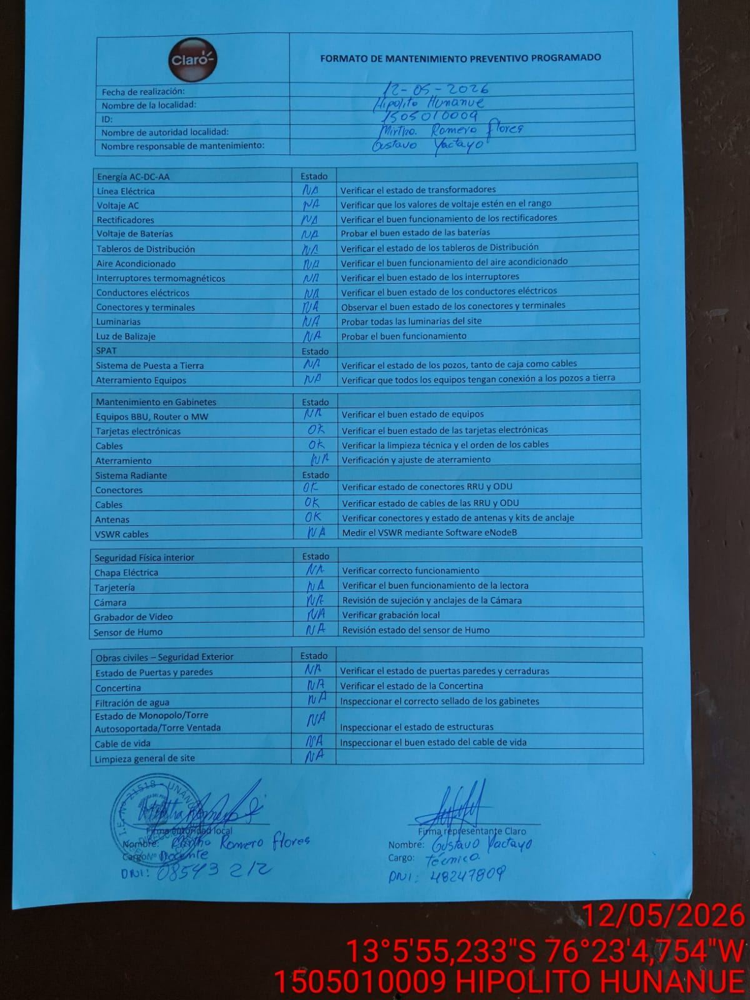 Claro
FORMATO DE MANTENIMIENTO PREVENTIVO PROGRAMADO
Fecha de realización: 12-05-2026
Nombre de la localidad: Hipolito Hunanue
ID: 1505010009
Nombre de autoridad localidad: Mirtha. Romero Flores
Nombre responsable de mantenimiento: Gustavo Yactayo
Energía AC-DC-AA Estado
Línea Eléctrica NA Verificar el estado de transformadores
Voltaje AC NA Verificar que los valores de voltaje estén en el rango
Rectificadores NA Verificar el buen funcionamiento de los rectificadores
Voltaje de Baterías NA Probar el buen estado de las baterías
Tableros de Distribución NA Verificar el estado de los tableros de Distribución
Aire Acondicionado NA Verificar el buen funcionamiento del aire acondicionado
Interruptores termomagnéticos NA Verificar el buen estado de los interruptores
Conductores eléctricos NA Verificar el buen estado de los conductores eléctricos
Conectores y terminales NA Observar el buen estado de los conectores y terminales
Luminarias NA Probar todas las luminarias del site
Luz de Balizaje NA Probar el buen funcionamiento
SPAT Estado
Sistema de Puesta a Tierra NA Verificar el estado de los pozos, tanto de caja como cables
Aterramiento Equipos NA Verificar que todos los equipos tengan conexión a los pozos a tierra
Mantenimiento en Gabinetes Estado
Equipos BBU, Router o MW NA Verificar el buen estado de equipos
Tarjetas electrónicas OK Verificar el buen estado de las tarjetas electrónicas
Cables OK Verificar la limpieza técnica y el orden de los cables
Aterramiento NA Verificación y ajuste de aterramiento
Sistema Radiante Estado
Conectores OK Verificar estado de conectores RRU y ODU
Cables OK Verificar estado de cables de las RRU y ODU
Antenas OK Verificar conectores y estado de antenas y kits de anclaje
VSWR cables NA Medir el VSWR mediante Software eNodeB
Seguridad Física interior Estado
Chapa Eléctrica NA Verificar correcto funcionamiento
Tarjetería NA Verificar el buen funcionamiento de la lectora
Cámara NA Revisión de sujeción y anclajes de la Cámara
Grabador de Video NA Verificar grabación local
Sensor de Humo NA Revisión estado del sensor de Humo
Obras civiles – Seguridad Exterior Estado
Estado de Puertas y paredes NA Verificar el estado de puertas paredes y cerraduras
Concertina NA Verificar el estado de la Concertina
Filtración de agua NA Inspeccionar el correcto sellado de los gabinetes
Estado de Monopolo/Torre
Autosoportada/Torre Ventada NA Inspeccionar el estado de estructuras
Cable de vida NA Inspeccionar el buen estado del cable de vida
Limpieza general de site NA
I.E. Nº 21518 - UNANUE
Firma autoridad local Firma representante Claro
Nombre: Mirtha Romero Flores Nombre: Gustavo Yactayo
Cargo: Docente Cargo: técnico.
DNI: 08543212 DNI: 48247809
12/05/2026
13°5'55,233"S 76°23'4,754"W
1505010009 HIPOLITO HUNANUE